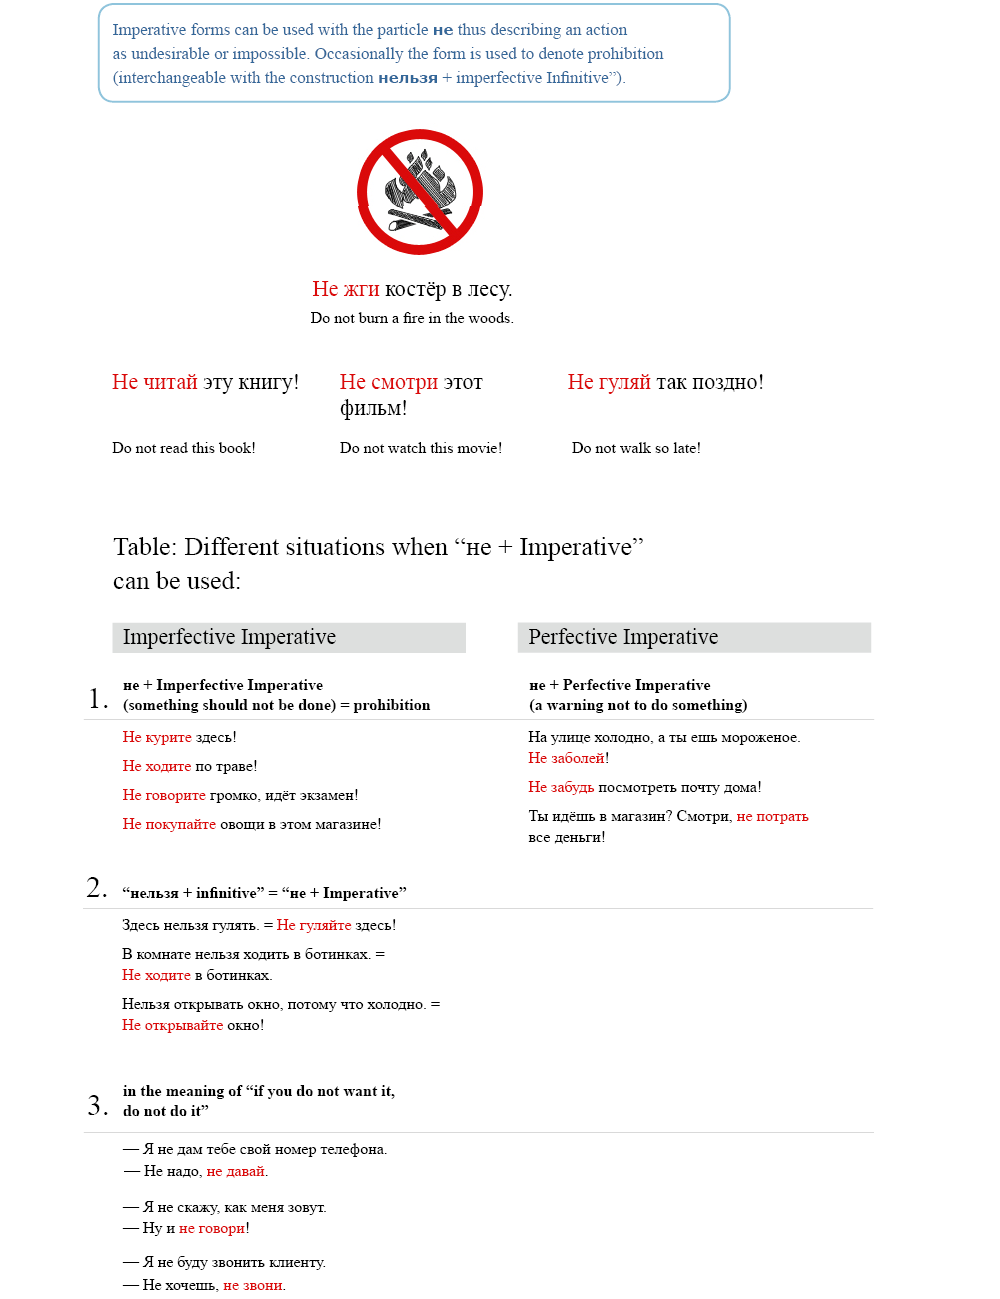 Imperative forms can be used with the particle не thus describing an action
as undesirable or impossible. Occasionally the form is used to denote prohibition
(interchangeable with the construction нельзя + imperfective Infinitive”).
Не жги костёр в лесу.
Do not burn a fire in the woods.
Не читай эту книгу!
Do not read this book!
Не смотри этот
фильм!
Do not watch this movie!
Не гуляй так поздно!
Do not walk so late!
Table: Different situations when “не + Imperative”
can be used:
Imperfective Imperative
Perfective Imperative
1.
не + Imperfective Imperative
(something should not be done) = prohibition
Не курите здесь!
Не ходите по траве!
Не говорите громко, идёт экзамен!
Не покупайте овощи в этом магазине!
не + Perfective Imperative
(a warning not to do something)
На улице холодно, а ты ешь мороженое.
Не заболей!
Не забудь посмотреть почту дома!
Ты идёшь в магазин? Смотри, не потрать
все деньги!
2. “нельзя + infinitive” = “не + Imperative”
Здесь нельзя гулять. = Не гуляйте здесь!
В комнате нельзя ходить в ботинках. =
Не ходите в ботинках.
Нельзя открывать окно, потому что холодно. =
Не открывайте окно!
3.
in the meaning of “if you do not want it,
do not do it”
— Я не дам тебе свой номер телефона.
— Не надо, не давай.
— Я не скажу, как меня зовут.
— Ну и не говори!
— Я не буду звонить клиенту.
— Не хочешь, не звони.